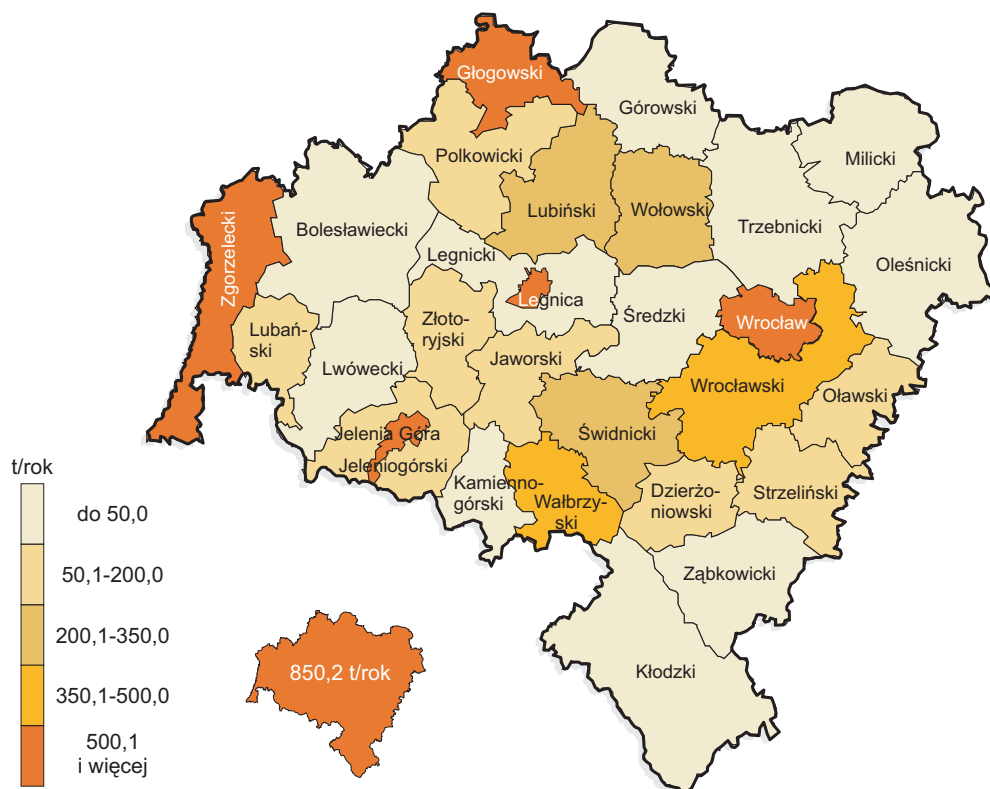 Głogowski
Górowski
Milicki
Polkowicki
Lubiński
Wołowski
Trzebnicki
Bolesławiecki
Zgorzelecki
Legnicki
Oleśnicki
Legnica
Średzki
Wrocław
Lubań-
ski
Złoto-
ryjski
Lwówecki
Jaworski
Wrocławski
Oławski
Jelenia Góra
Jeleniogórski
Świdnicki
Kamienno-
górski
Wałbrzy-
ski
Dzierżo-
niowski
Strzeliński
Ząbkowicki
Kłodzki
t/rok
do 50,0
50,1-200,0
200,1-350,0
350,1-500,0
500,1
i więcej
850,2 t/rok